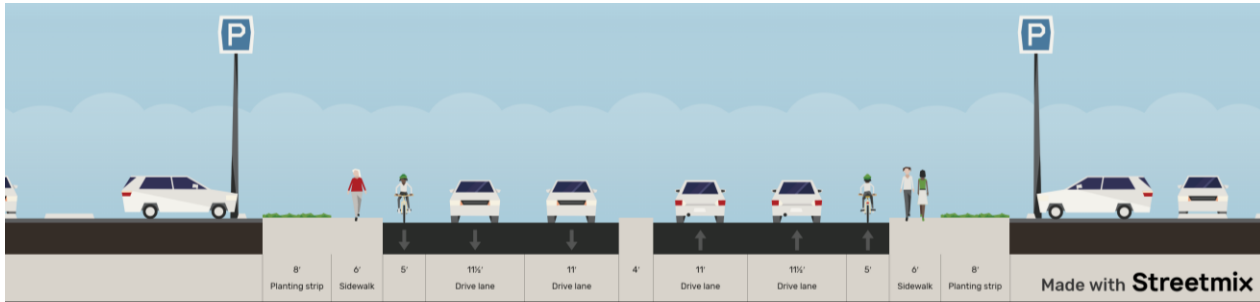 P
P
8'
6'
5'
11½'
11'
4'
11'
11½'
5'
6'
8'
Planting strip
Sidewalk
Drive lane
Drive lane
Drive lane
Drive lane
Sidewalk
Planting strip
Made with Streetmix